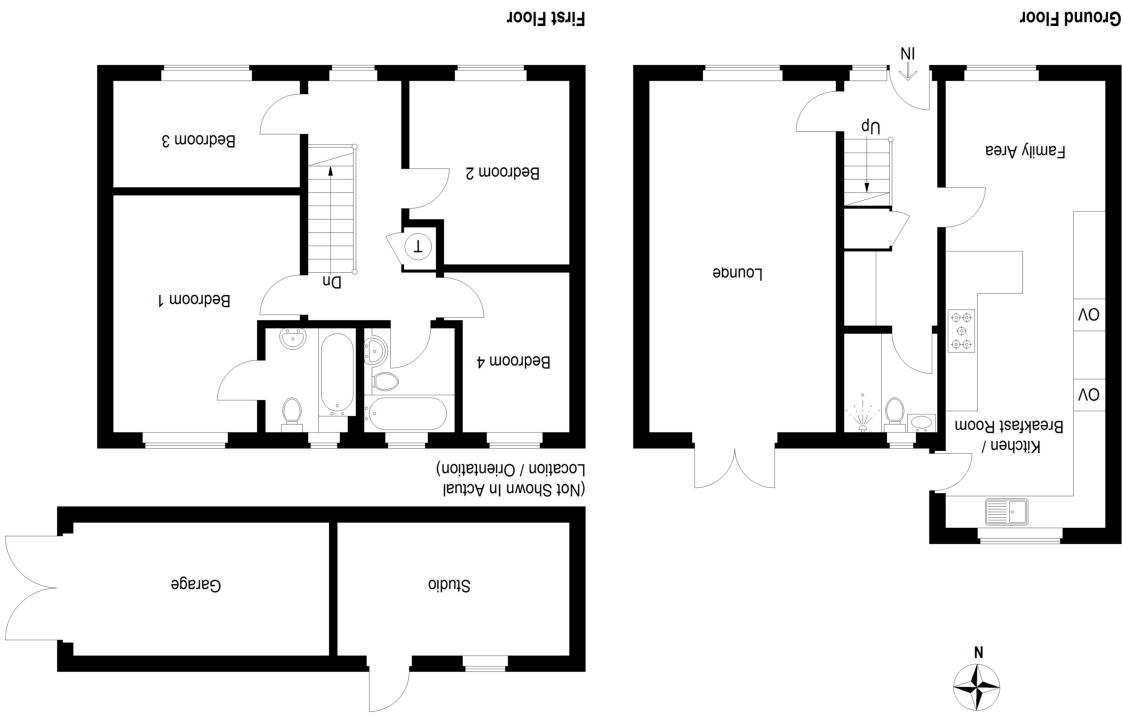 N
Studio
Garage
(Not Shown In Actual
Location / Orientation)
Kitchen /
Breakfast Room
OV
OV
Lounge
Family Area
Up
IN
Ground Floor
Bedroom 4
Bedroom 1
Dn
T
Bedroom 2
Bedroom 3
First Floor